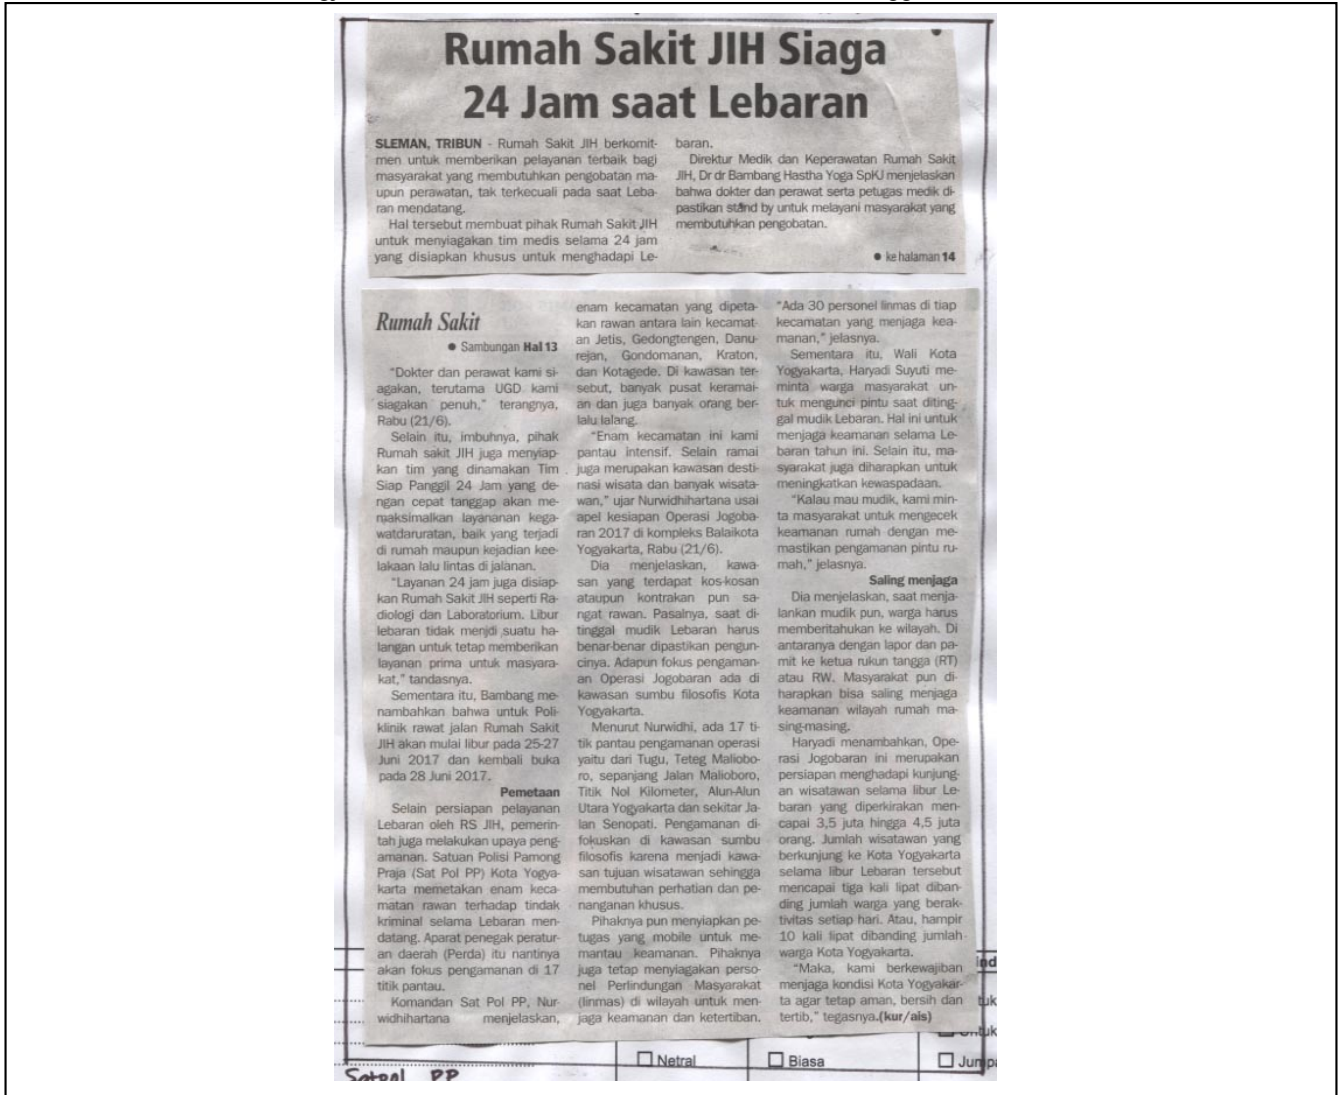 Rumah Sakit JIH Siaga
24 Jam saat Lebaran
SLEMAN, TRIBUN - Rumah Sakit JIH berkomit-
men untuk memberikan pelayanan terbaik bagi
masyarakat yang membutuhkan pengobatan ma-
upun perawatan, tak terkecuali pada saat Leba-
ran mendatang.
Hal tersebut membuat pihak Rumah Sakit JIH
untuk menyiagakan tim medis selama 24 jam
yang disiapkan khusus untuk menghadapi Le-
baran.
Direktur Medik dan Keperawatan Rumah Sakit
JIH, Dr dr Bambang Hastha Yoga SpKJ menjelaskan
bahwa dokter dan perawat serta petugas medik di-
pastikan stand by untuk melayani masyarakat yang
membutuhkan pengobatan.
● ke halaman 14
Rumah Sakit
● Sambungan Hal 13
"Dokter dan perawat kami si-
agakan, terutama UGD kami
siagakan penuh," terangnya,
Rabu (21/6).
Selain itu, imbuhnya, pihak
Rumah sakit JIH juga menyiap-
kan tim yang dinamakan Tim
Siap Panggil 24 Jam yang de-
ngan cepat tanggap akan me-
maksimalkan layananan kega-
watdaruratan, baik yang terjadi
di rumah maupun kejadian kee-
lakaan lalu lintas di jalanan.
"Layanan 24 jam juga disiap-
kan Rumah Sakit JIH seperti Ra-
diologi dan Laboratorium. Libur
lebaran tidak menjdi suatu ha-
langan untuk tetap memberikan
layanan prima untuk masyara-
kat," tandasnya.
Sementara itu, Bambang me-
nambahkan bahwa untuk Poli-
klinik rawat jalan Rumah Sakit
JIH akan mulai libur pada 25-27
Juni 2017 dan kembali buka
pada 28 Juni 2017.
Pemetaan
Selain persiapan pelayanan
Lebaran oleh RS JIH, pemerin-
tah juga melakukan upaya peng-
amanan. Satuan Polisi Pamong
Praja (Sat Pol PP) Kota Yogya-
karta memetakan enam keca-
matan rawan terhadap tindak
kriminal selama Lebaran men-
datang. Aparat penegak peratur-
an daerah (Perda) itu nantinya
akan fokus pengamanan di 17
titik pantau.
Komandan Sat Pol PP, Nur-
widhihartana menjelaskan,
enam kecamatan yang dipeta-
kan rawan antara lain kecamat-
an Jetis, Gedongtengen, Danu-
rejan, Gondomanan, Kraton,
dan Kotagede. Di kawasan ter-
sebut, banyak pusat keramai-
an dan juga banyak orang ber-
lalu lalang.
"Enam kecamatan ini kami
pantau intensif. Selain ramai
juga merupakan kawasan desti-
nasi wisata dan banyak wisata-
wan," ujar Nurwidhihartana usai
apel kesiapan Operasi Jogoba-
ran 2017 di kompleks Balaikota
Yogyakarta, Rabu (21/6).
Dia menjelaskan, kawa-
san yang terdapat kos-kosan
ataupun kontrakan pun sa-
ngat rawan. Pasalnya, saat di-
tinggal mudik Lebaran harus
benar-benar dipastikan pengun-
cinya. Adapun fokus pengaman-
an Operasi Jogobaran ada di
kawasan sumbu filosofis Kota
Yogyakarta.
Menurut Nurwidhi, ada 17 ti-
tik pantau pengamanan operasi
yaitu dari Tugu, Teteg Maliobo-
ro, sepanjang Jalan Malioboro,
Titik Nol Kilometer, Alun-Alun
Utara Yogyakarta dan sekitar Ja-
lan Senopati. Pengamanan di-
fokuskan di kawasan sumbu
filosofis karena menjadi kawa-
san tujuan wisatawan sehingga
membutuhan perhatian dan pe-
nanganan khusus.
Pihaknya pun menyiapkan pe-
tugas yang mobile untuk me-
mantau keamanan. Pihaknya
juga tetap menyiagakan perso-
nel Perlindungan Masyarakat
(linmas) di wilayah untuk men-
jaga keamanan dan ketertiban.
"Ada 30 personel linmas di tiap
kecamatan yang menjaga kea-
manan," jelasnya.
Sementara itu, Wali Kota
Yogyakarta, Haryadi Suyuti me-
minta warga masyarakat un-
tuk mengunci pintu saat diting-
gal mudik Lebaran. Hal ini untuk
menjaga keamanan selama Le-
baran tahun ini. Selain itu, ma-
syarakat juga diharapkan untuk
meningkatkan kewaspadaan.
"Kalau mau mudik, kami min-
ta masyarakat untuk mengecek
keamanan rumah dengan me-
mastikan pengamanan pintu ru-
mah," jelasnya.
Saling menjaga
Dia menjelaskan, saat menja-
lankan mudik pun, warga harus
memberitahukan ke wilayah. Di
antaranya dengan lapor dan pa-
mit ke ketua rukun tangga (RT)
atau RW. Masyarakat pun di-
harapkan bisa saling menjaga
keamanan wilayah rumah ma-
sing-masing.
Haryadi menambahkan, Ope-
rasi Jogobaran ini merupakan
persiapan menghadapi kunjung-
an wisatawan selama libur Le-
baran yang diperkirakan men-
capai 3,5 juta hingga 4,5 juta
orang. Jumlah wisatawan yang
berkunjung ke Kota Yogyakarta
selama libur Lebaran tersebut
mencapai tiga kali lipat diban-
ding jumlah warga yang berak-
tivitas setiap hari. Atau, hampir
10 kali lipat dibanding jumlah
warga Kota Yogyakarta.
"Maka, kami berkewajiban
menjaga kondisi Kota Yogyakar-
ta agar tetap aman, bersih dan
tertib," tegasnya.(kur/ais)
Netral
Biasa